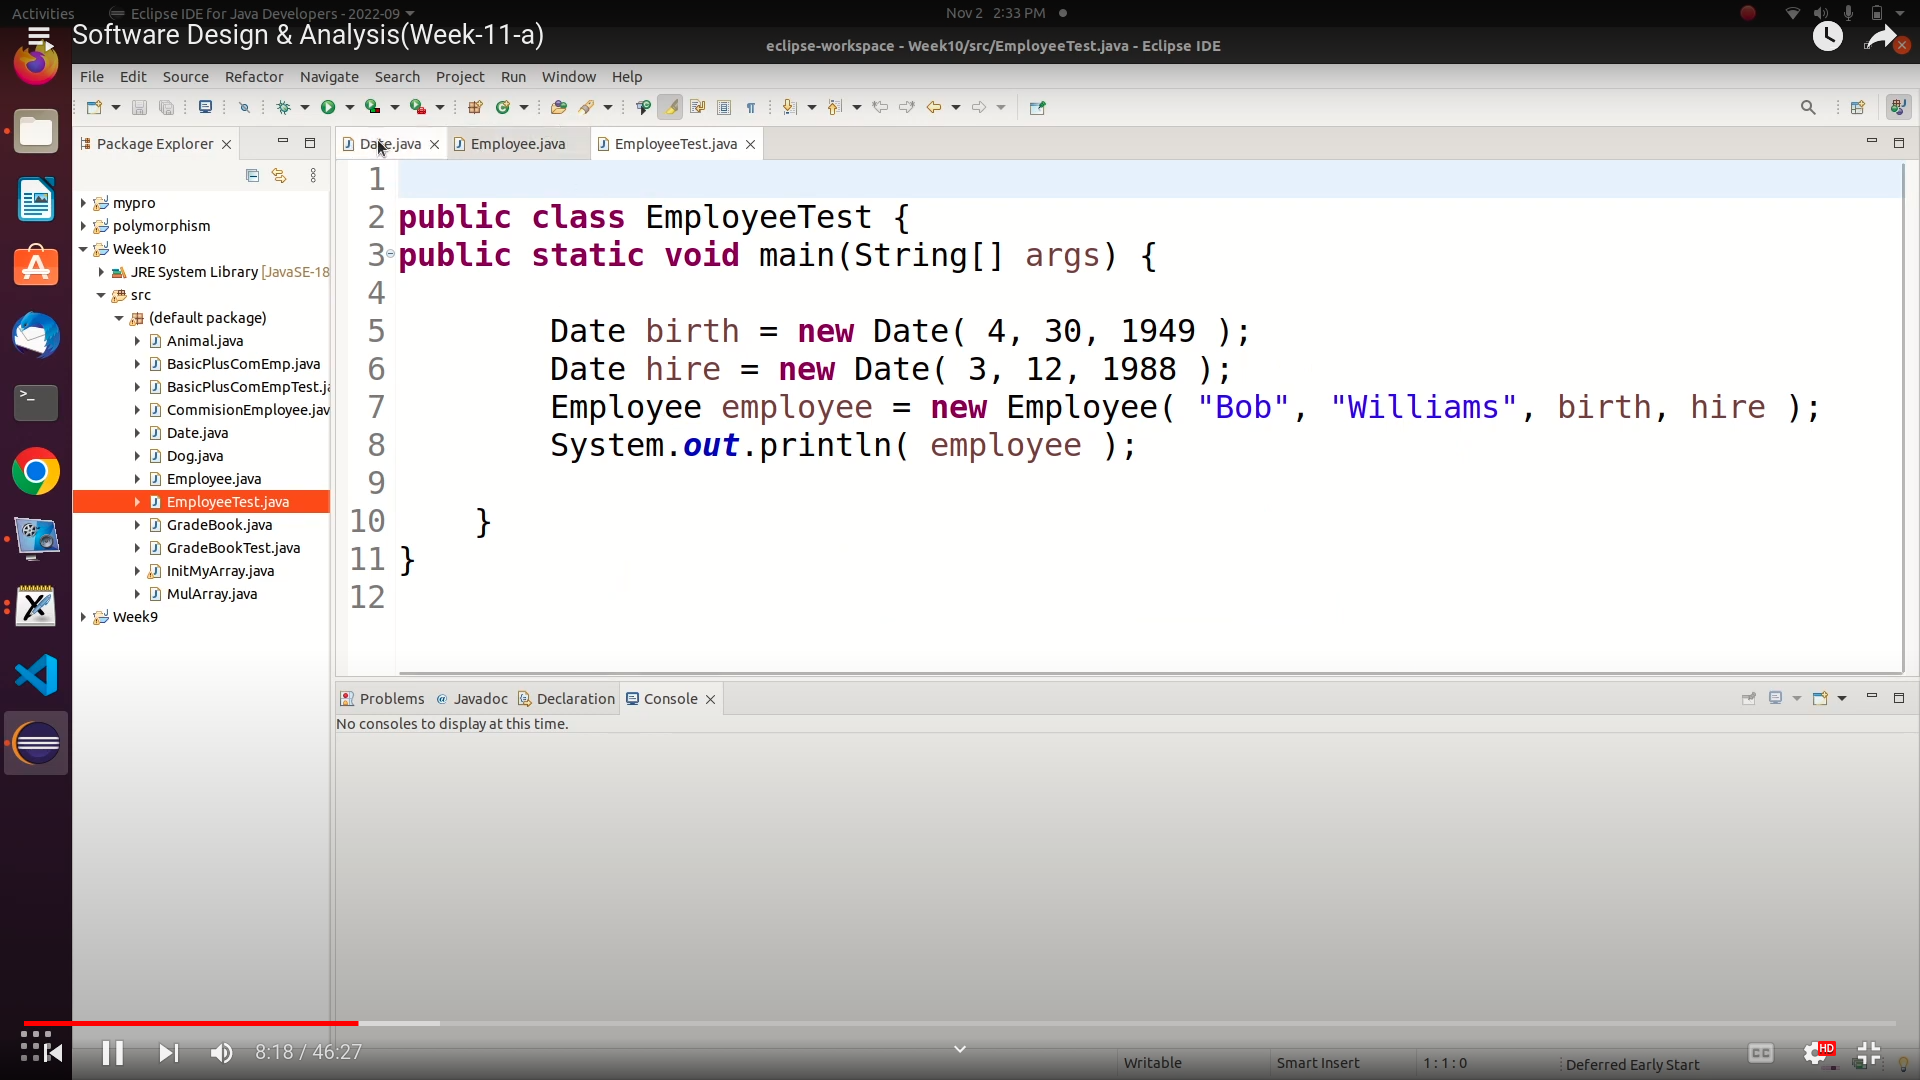 Activities
Eclipse IDE for Java Developers - 2022-09
Nov 2 2:33 PM
Software Design & Analysis(Week-11-a)
eclipse-workspace - Week10/src/EmployeeTest.java - Eclipse IDE
File Edit Source Refactor Navigate Search Project Run Window Help
Package Explorer
Date.java Employee.java EmployeeTest.java
mypro
polymorphism
Week10
JRE System Library [JavaSE-18
src
(default package)
Animal.java
BasicPlusComEmp.java
BasicPlusComEmpTest.ja
CommisionEmployee.jav
Date.java
Dog.java
Employee.java
EmployeeTest.java
GradeBook.java
GradeBookTest.java
InitMyArray.java
MulArray.java
Week9
1
2 public class EmployeeTest {
3 public static void main(String[] args) {
4
5 Date birth = new Date( 4, 30, 1949 );
6 Date hire = new Date( 3, 12, 1988 );
7 Employee employee = new Employee( "Bob", "Williams", birth, hire );
8 System.out.println( employee );
9
10 }
11 }
12
Problems Javadoc Declaration Console
No consoles to display at this time.
8:18 / 46:27
CC
HD
Writable
Smart Insert
1 : 1 : 0
Deferred Early Start